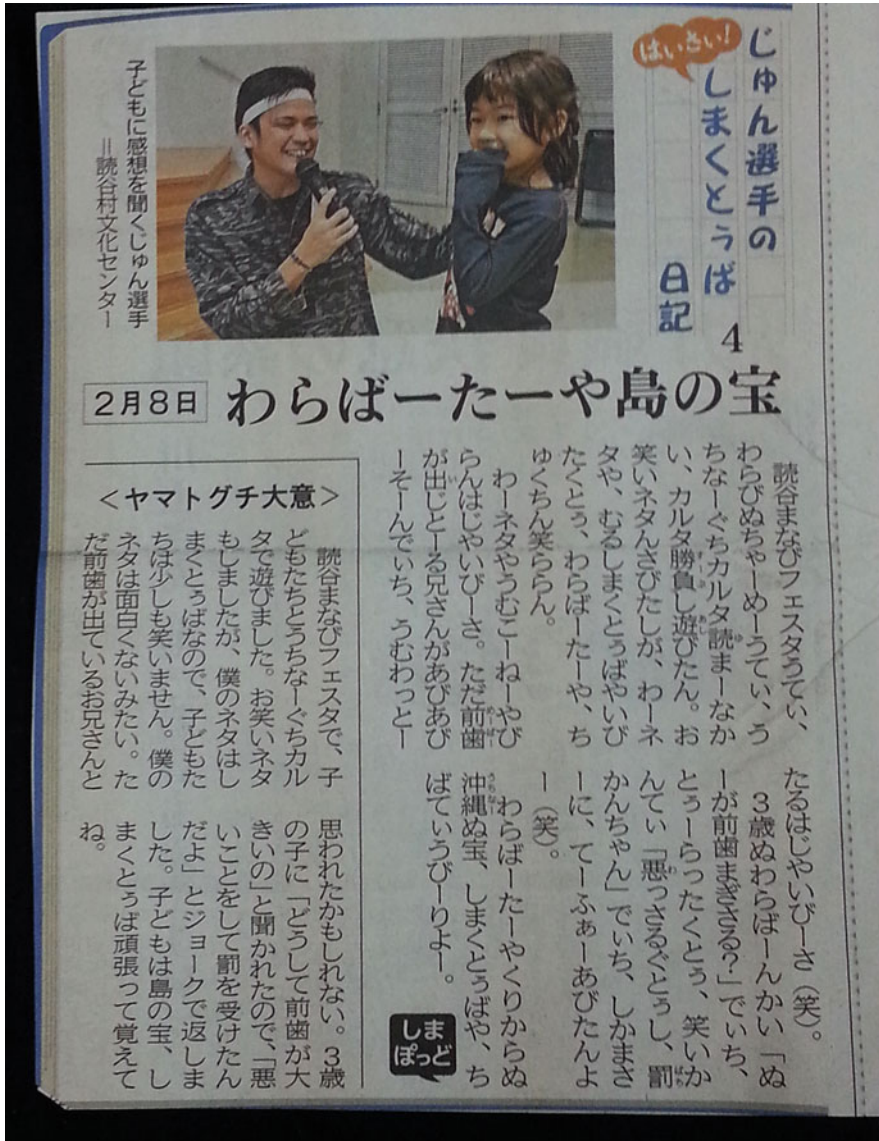 じゅん選手の
はいさい!
しまくとぅば
日記
4
子どもに感想を聞くじゅん選手
=読谷村文化センター
わらばーたーや島の宝
2月8日
読谷まなびフェスタうてぃ、
わらびぬちゃーめーうてぃ、う
ちなーぐちカルタ読まーなか
い、カルタ勝負し遊びたん。お
笑いネタんさびたしが、わーネ
タや、むるしまくとぅばやいび
たくとぅ、わらばーたーや、ち
ゅくちん笑ららん。
わーネタやうむこーねーやび
らんはじゃいびーさ。ただ前歯
が出じとーる兄さんがあびあび
ーそーんでぃち、うむわっとー
たるはじゃいびーさ(笑)。
3歳ぬわらばーんかい「ぬ
ーが前歯まぎさる?」でぃち、
とぅーらったくとぅ、笑いか
んてぃ「悪っさるぐとぅし、罰
かんちゃん」でぃち、しかまさ
ーに、てーふぁーあびたんよ
ー(笑)。
わらばーたーやくりからぬ
沖縄ぬ宝、しまくとぅばや、ち
ばてぃうびーりよー。
しま
ぽっど
<ヤマトグチ大意>
読谷まなびフェスタで、子
どもたちとうちなーぐちカル
タで遊びました。お笑いネタ
もしましたが、僕のネタはし
まくとぅばなので、子どもた
ちは少しも笑いません。僕の
ネタは面白くないみたい。た
だ前歯が出ているお兄さんと
思われたかもしれない。3歳
の子に「どうして前歯が大
きいの」と聞かれたので、「悪
いことをして罰を受けたん
だよ」とジョークで返しま
した。子どもは島の宝、し
まくとぅば頑張って覚えて
ね。